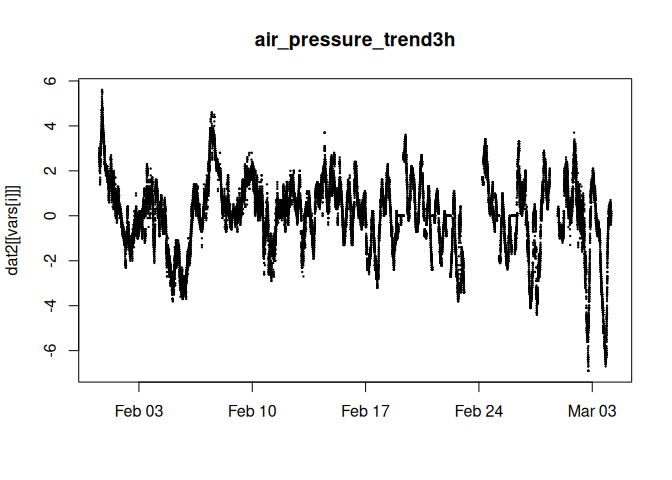 air_pressure_trend3h
dat2[[vars[i]]]
6
4
2
0
-2
-4
-6
Feb 03
Feb 10
Feb 17
Feb 24
Mar 03